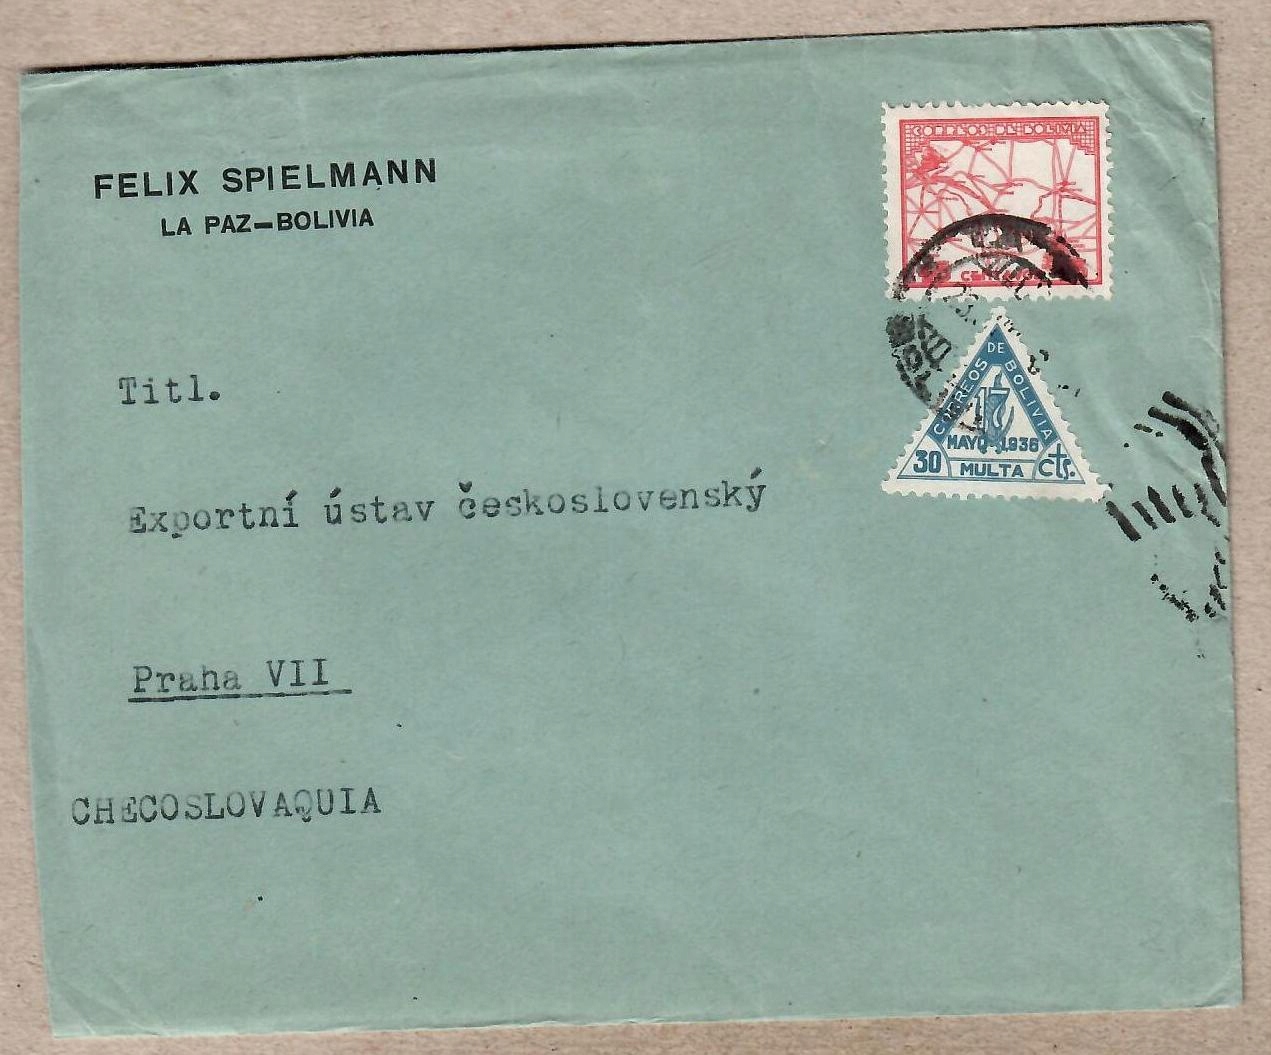 FELIX SPIELMANN
LA PAZ-BOLIVIA
CORREOS DE BOLIVIA
Titl.
CORREOS DE BOLIVIA
17
MAYO-1936
30 MULTA cts.
Exportní ústav československý
Praha VII
CHECOSLOVAQUIA